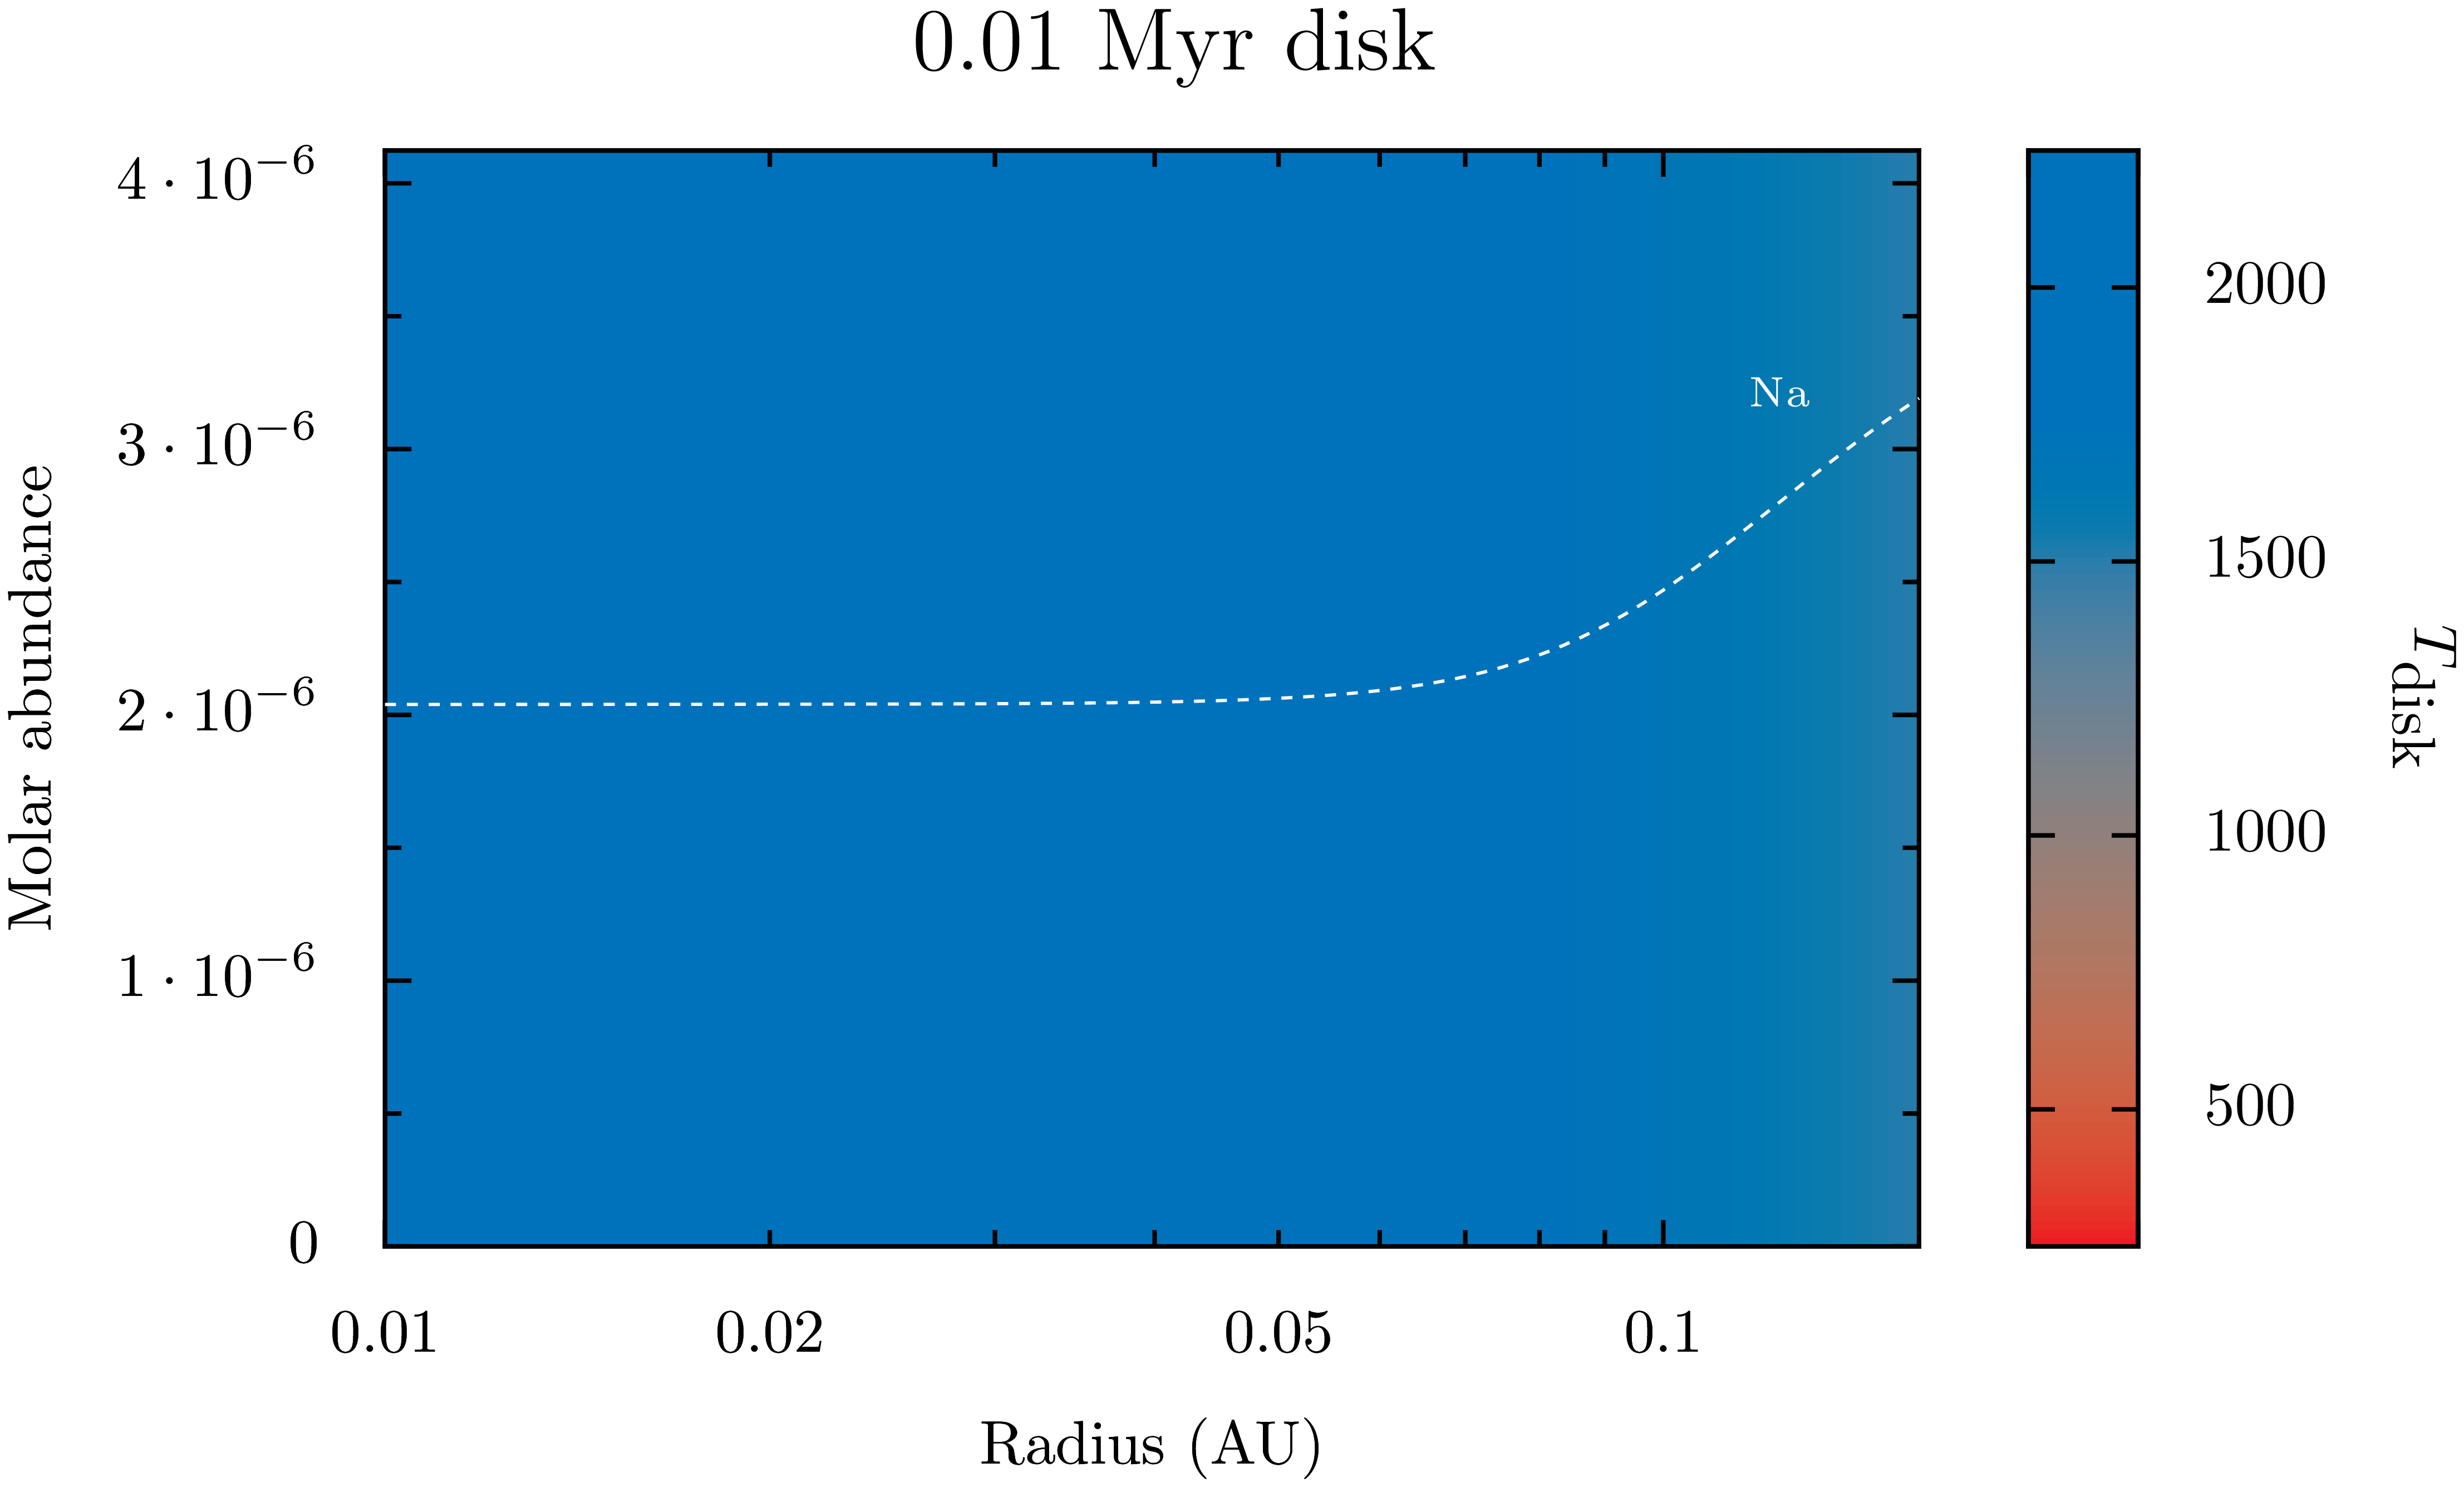 0.01 Myr disk
4 · 10⁻⁶
3 · 10⁻⁶
2 · 10⁻⁶
1 · 10⁻⁶
0
Molar abundance
Na
0.01 0.02 0.05 0.1
Radius (AU)
2000
1500
1000
500
T_disk